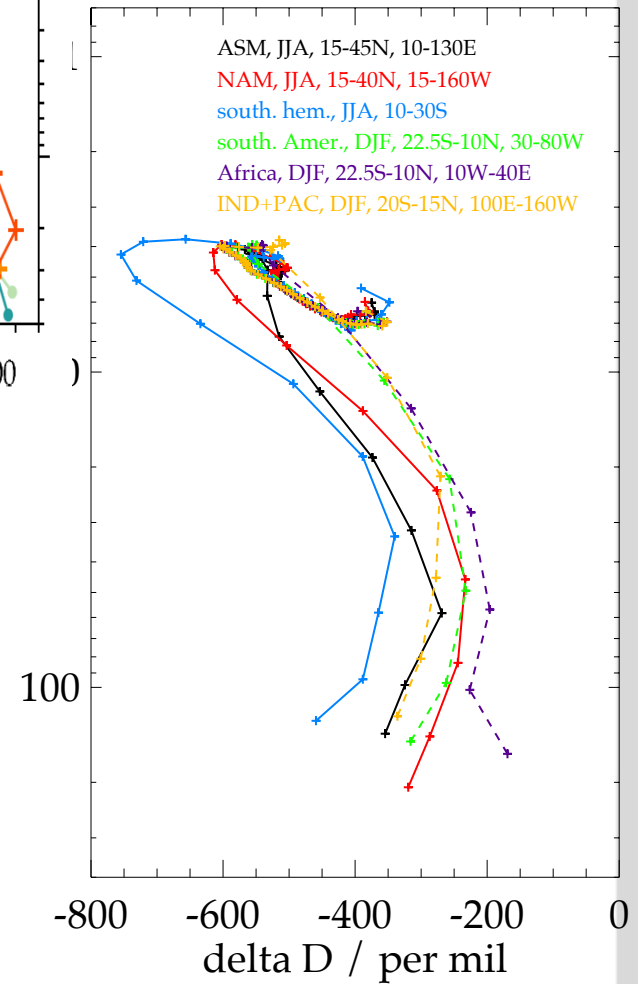 ASM, JJA, 15-45N, 10-130E
NAM, JJA, 15-40N, 15-160W
south. hem., JJA, 10-30S
south. Amer., DJF, 22.5S-10N, 30-80W
Africa, DJF, 22.5S-10N, 10W-40E
IND+PAC, DJF, 20S-15N, 100E-160W
100
-800 -600 -400 -200 0
delta D / per mil